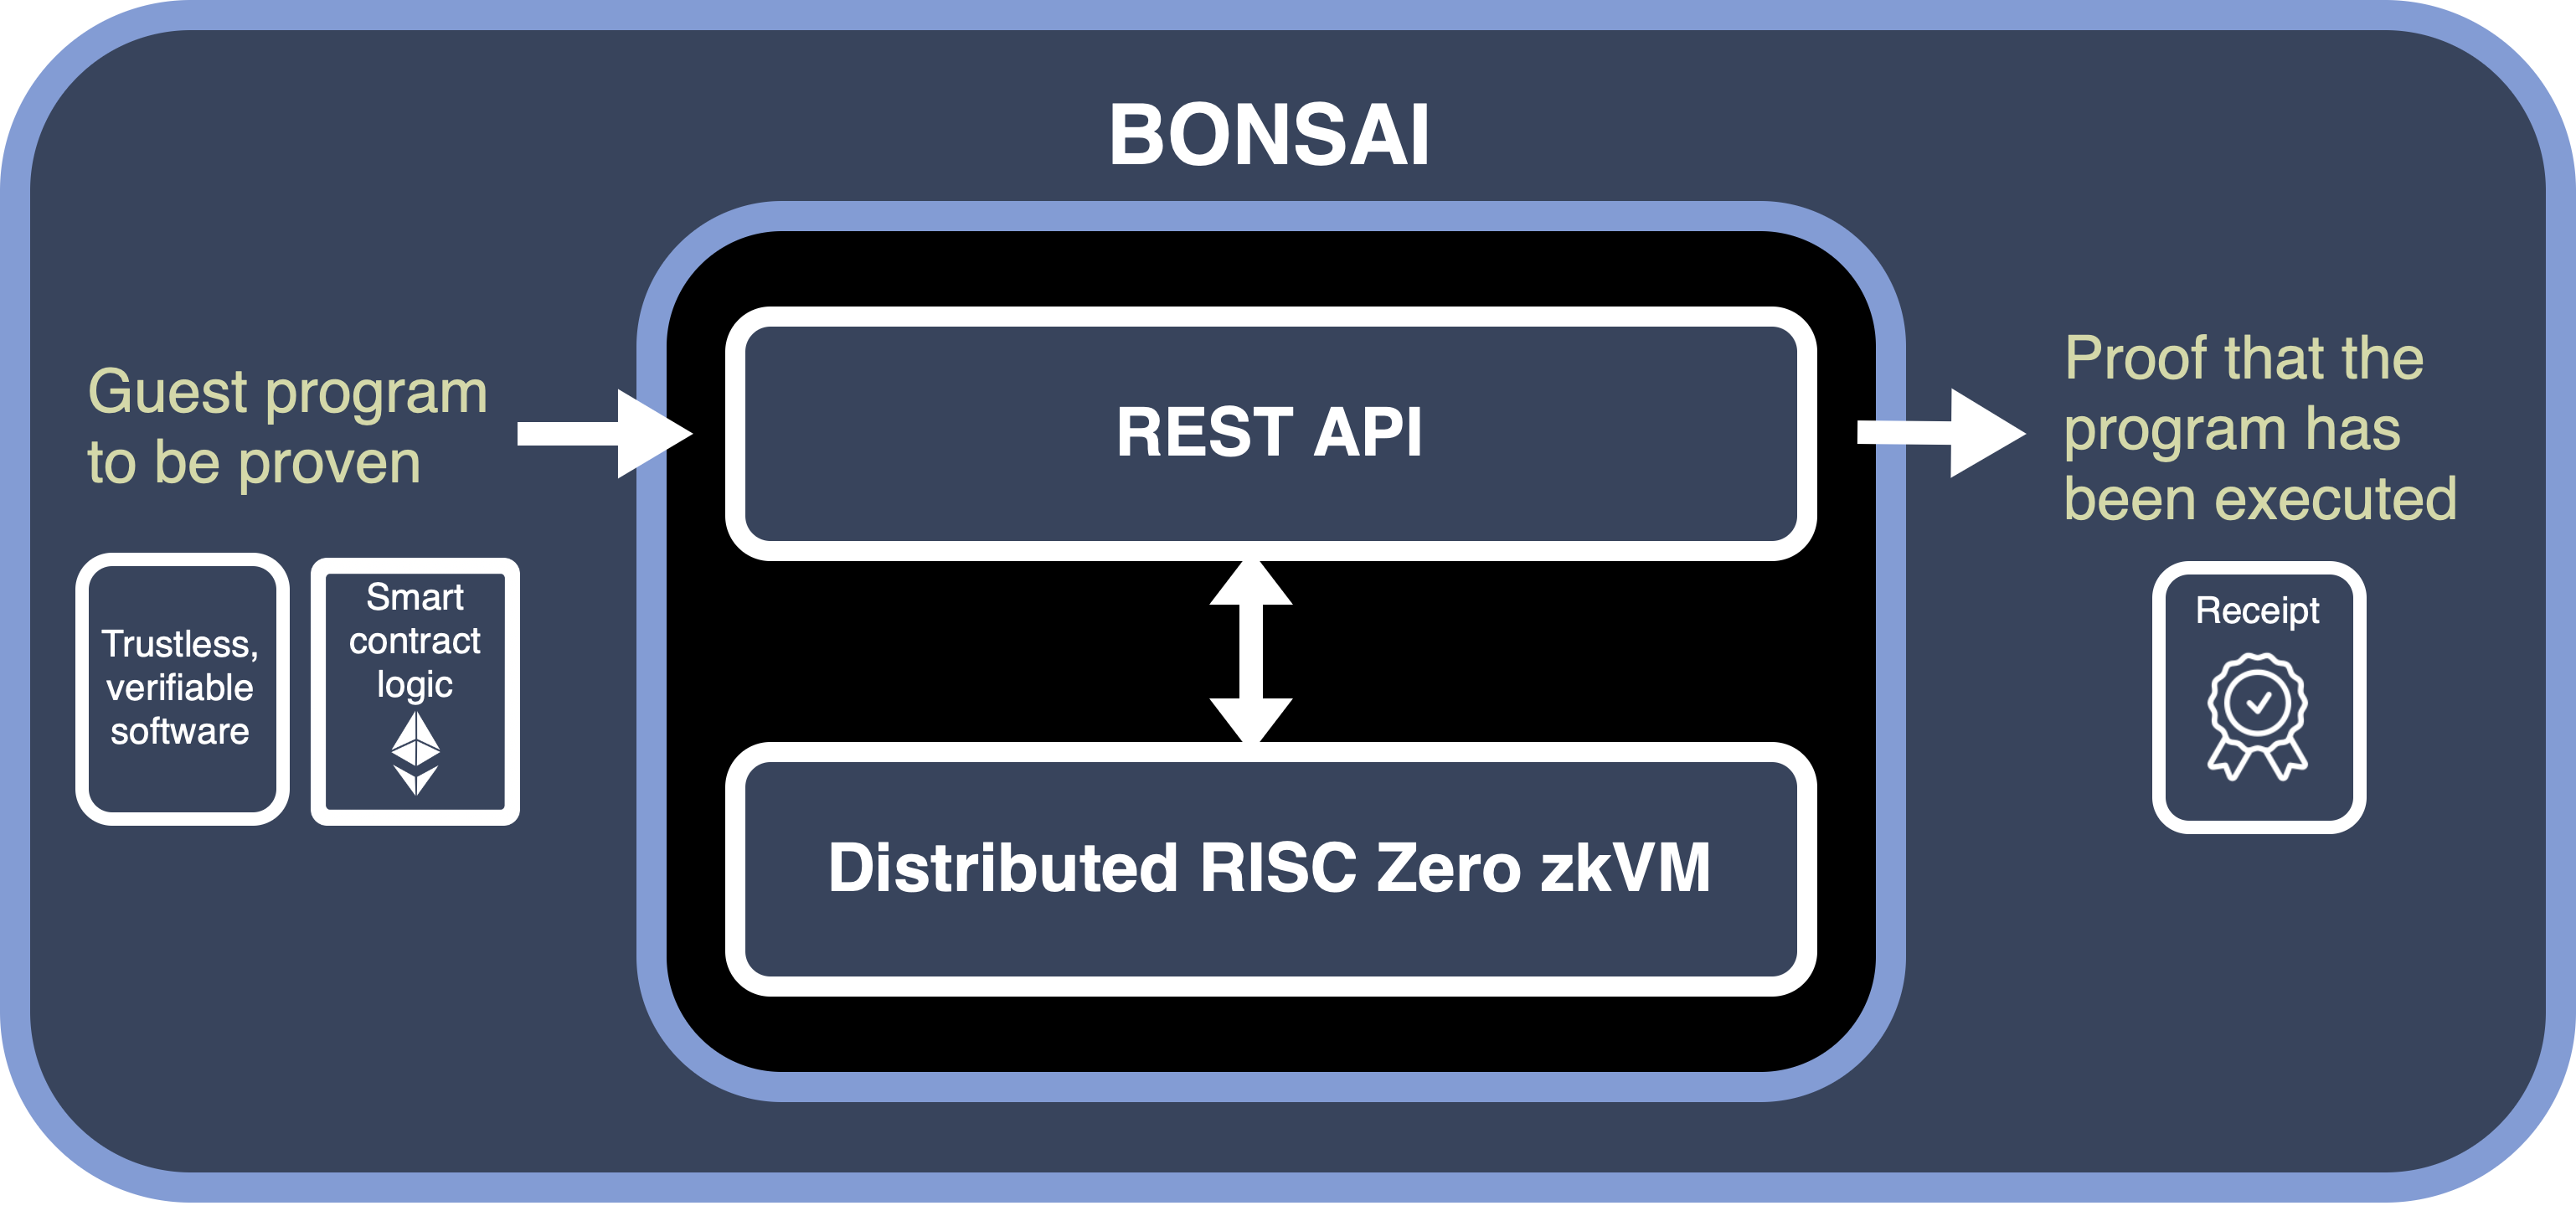 BONSAI
Guest program
to be proven
Trustless,
verifiable
software
Smart
contract
logic
REST API
Distributed RISC Zero zkVM
Proof that the
program has
been executed
Receipt